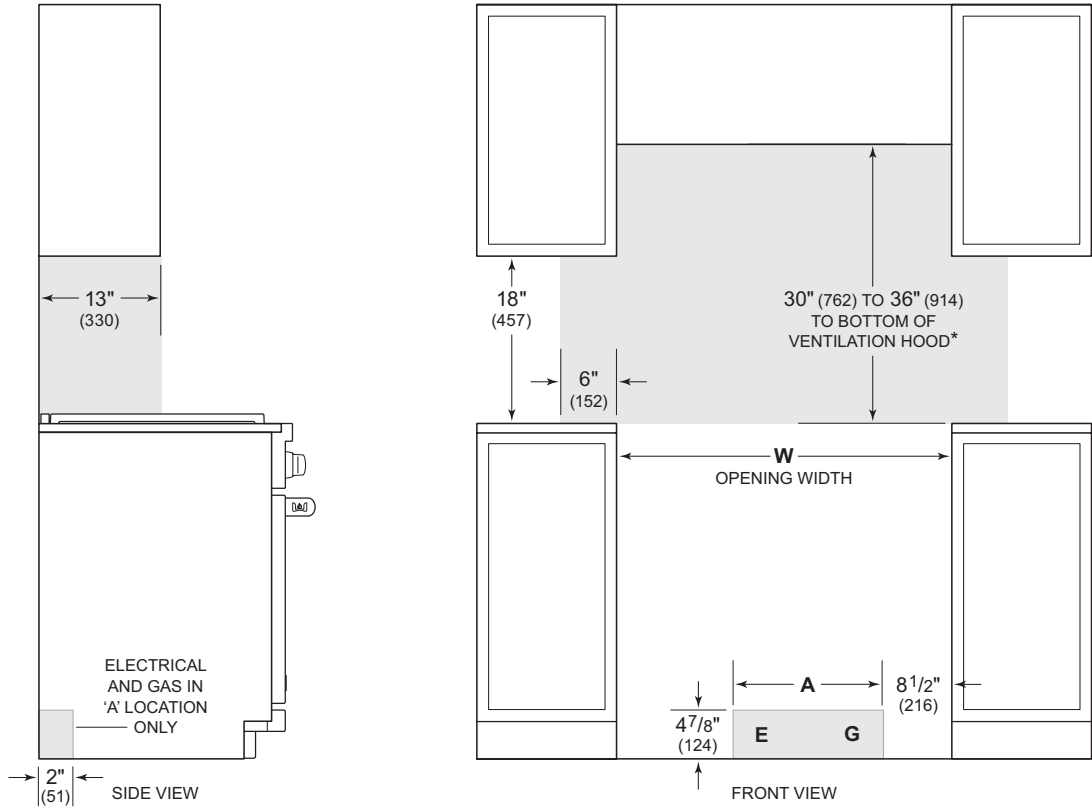 13"
(330)
18"
(457)
30" (762) TO 36" (914)
TO BOTTOM OF
VENTILATION HOOD*
6"
(152)
W
OPENING WIDTH
ELECTRICAL
AND GAS IN
'A' LOCATION
ONLY
2"
(51)
SIDE VIEW
A
8 1/2"
(216)
4 7/8"
(124)
E
G
FRONT VIEW